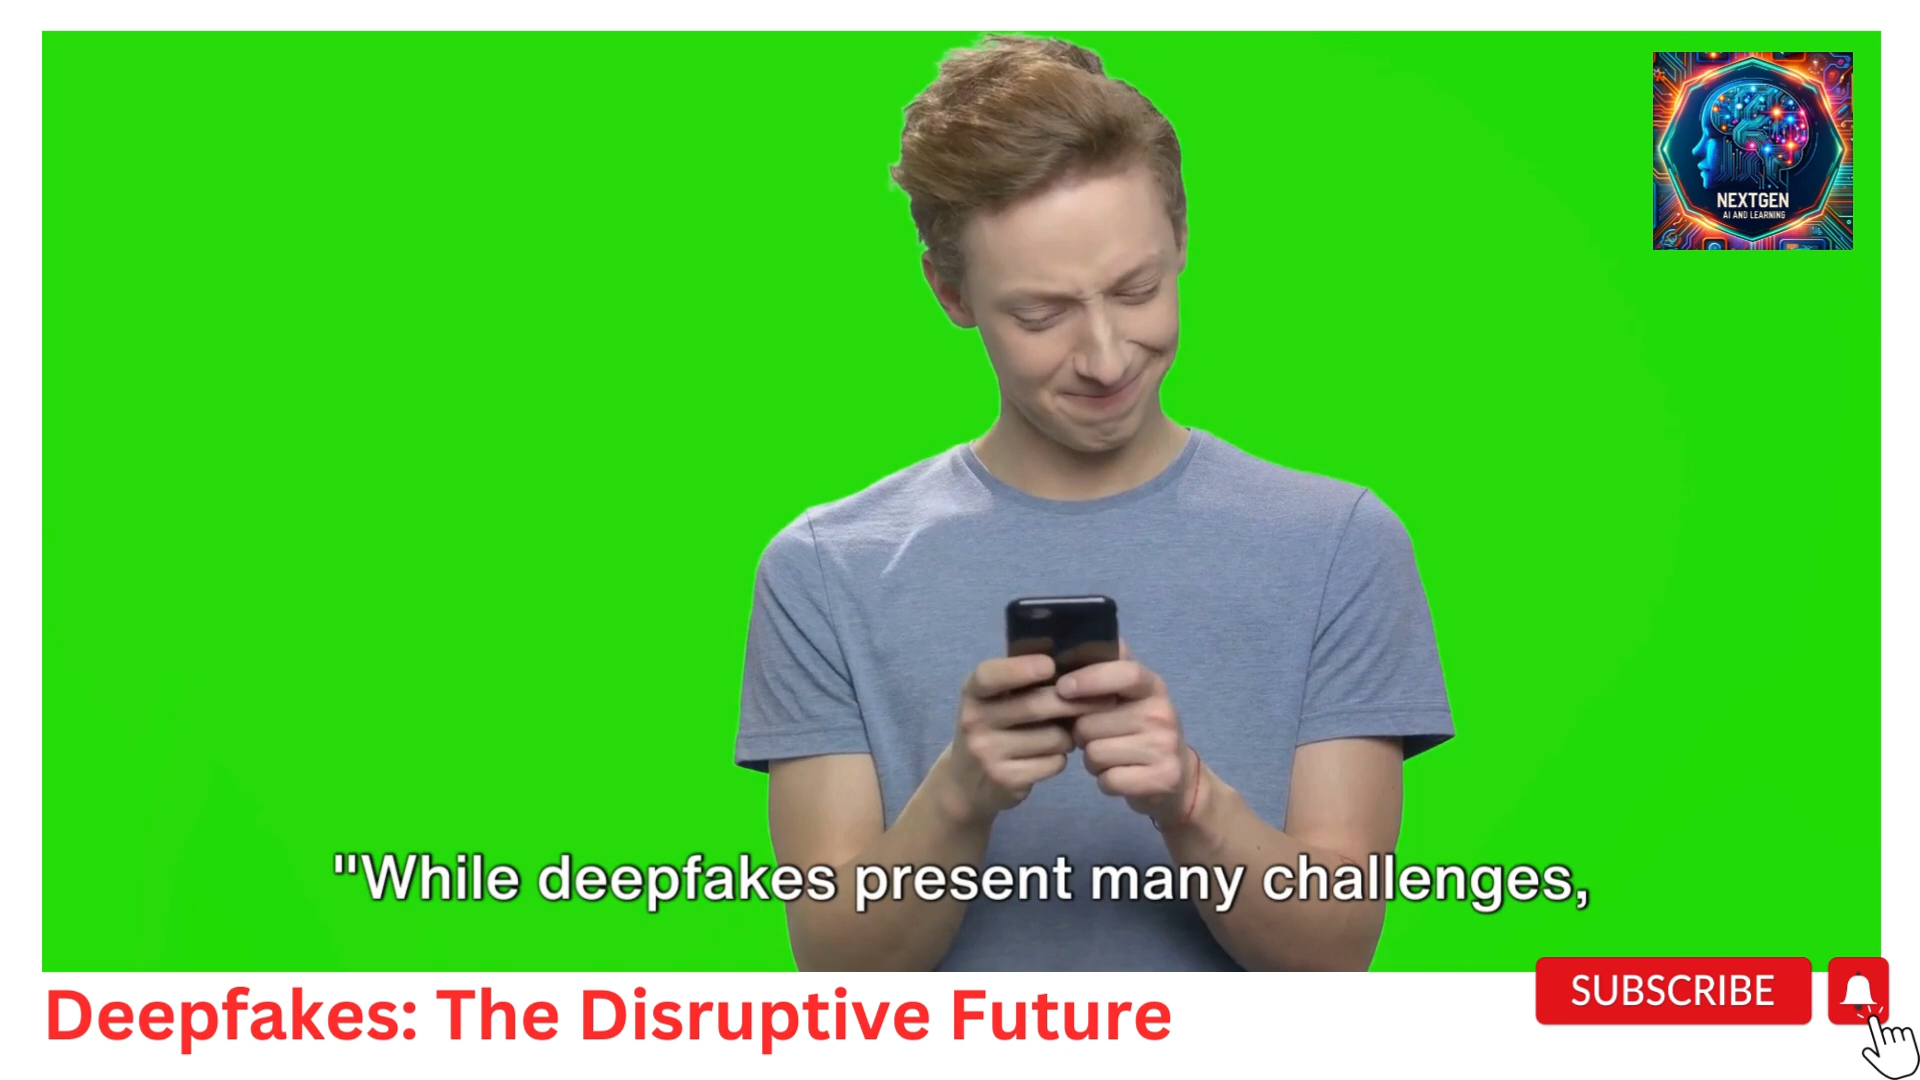 NEXTGEN
AI AND LEARNING
"While deepfakes present many challenges,
Deepfakes: The Disruptive Future
SUBSCRIBE